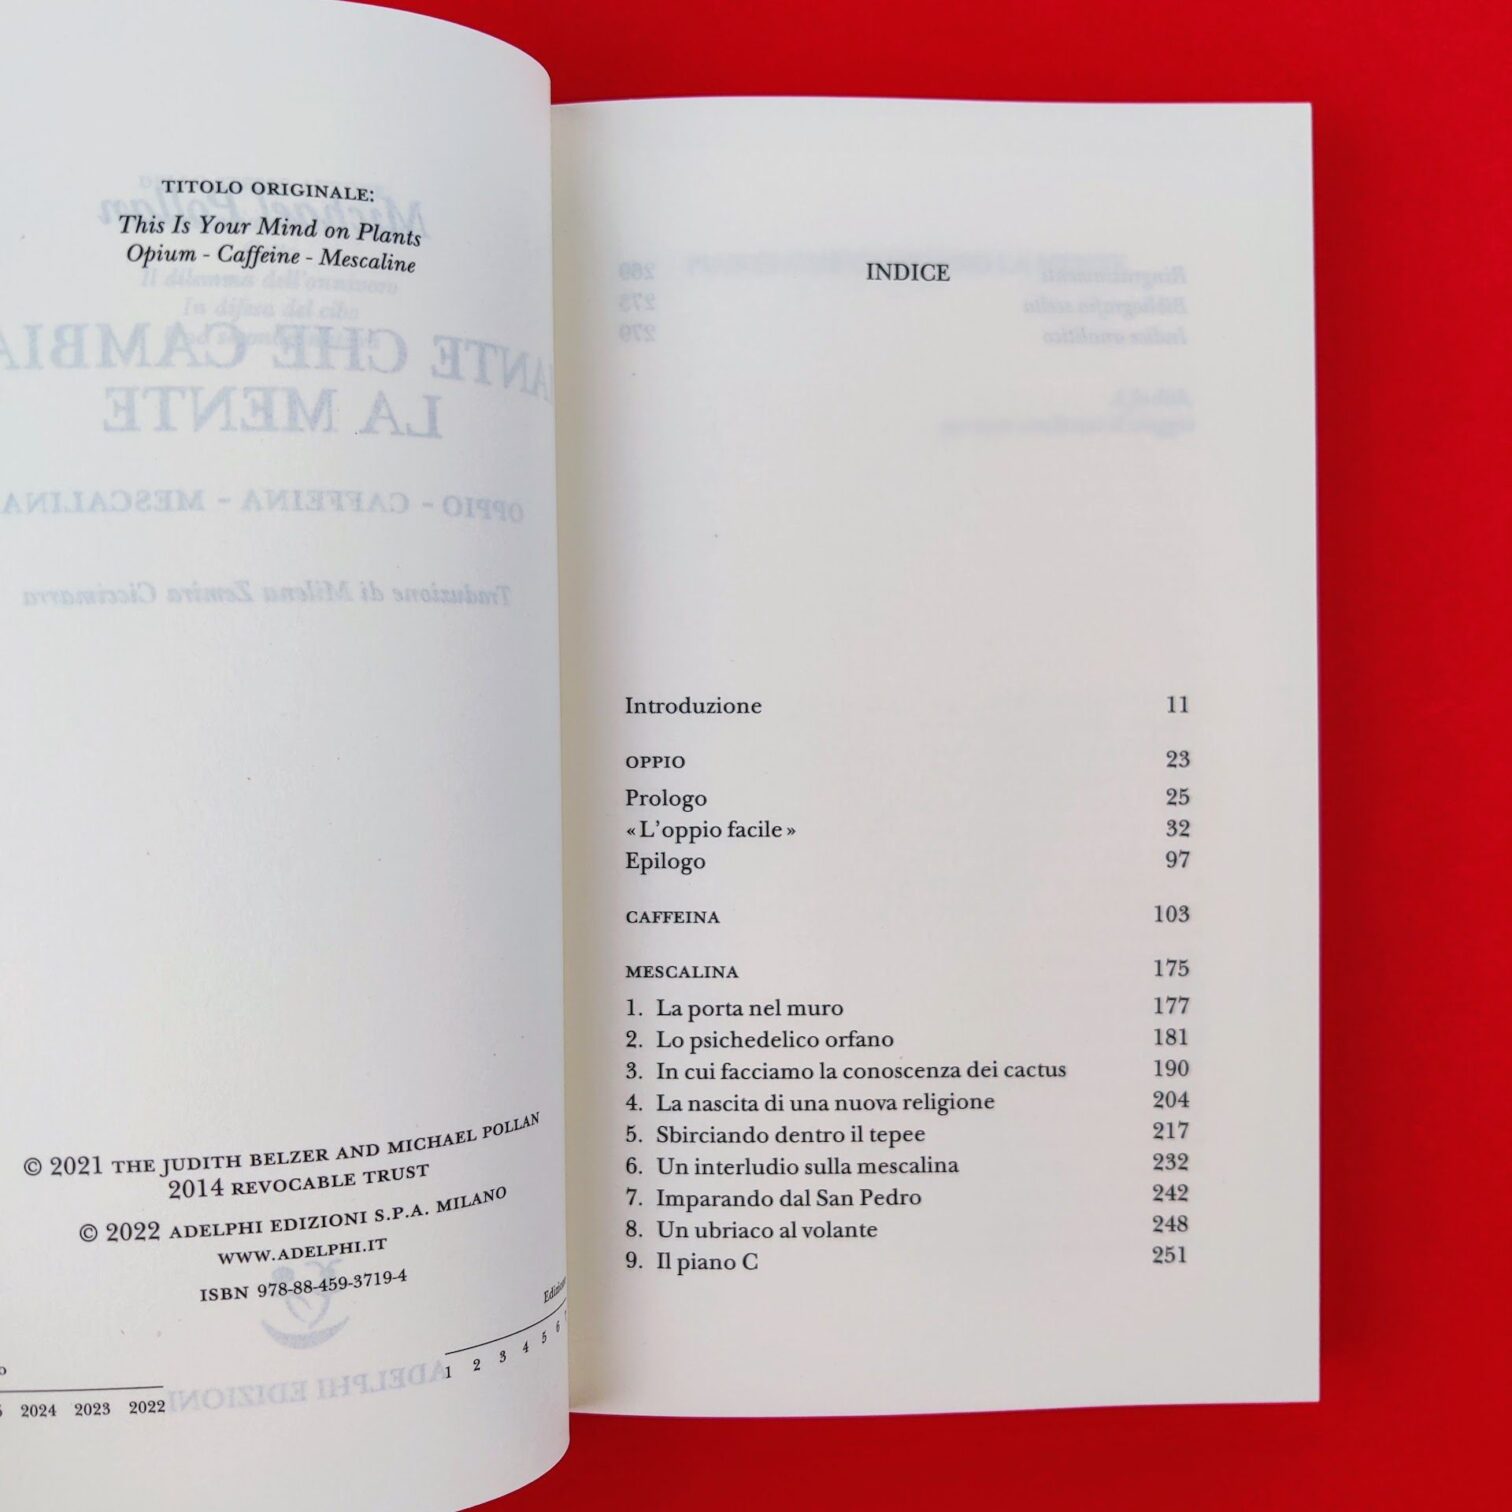 TITOLO ORIGINALE:
This Is Your Mind on Plants
Opium - Caffeine - Mescaline
© 2021 THE JUDITH BELZER AND MICHAEL POLLAN
2014 REVOCABLE TRUST
© 2022 ADELPHI EDIZIONI S.P.A. MILANO
WWW.ADELPHI.IT
ISBN 978-88-459-3719-4
2024 2023 2022
1 2 3 4 5 6
INDICE
Introduzione 11
OPPIO 23
Prologo 25
« L'oppio facile » 32
Epilogo 97
CAFFEINA 103
MESCALINA 175
1. La porta nel muro 177
2. Lo psichedelico orfano 181
3. In cui facciamo la conoscenza dei cactus 190
4. La nascita di una nuova religione 204
5. Sbirciando dentro il tepee 217
6. Un interludio sulla mescalina 232
7. Imparando dal San Pedro 242
8. Un ubriaco al volante 248
9. Il piano C 251